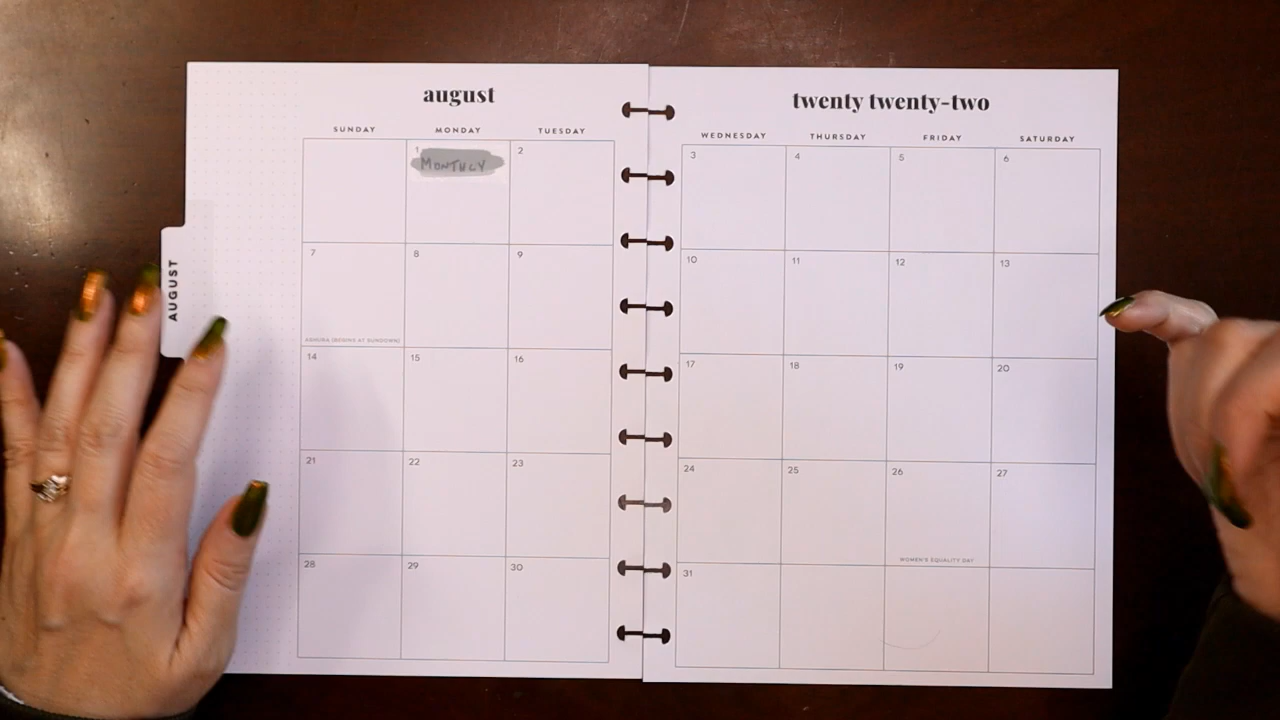 august
twenty twenty-two
SUNDAY MONDAY TUESDAY
WEDNESDAY THURSDAY FRIDAY SATURDAY
1 2
MONTHLY
3 4 5 6
7 8 9
ASHURA (BEGINS AT SUNDOWN)
10 11 12 13
AUGUST
14 15 16
17 18 19 20
21 22 23
24 25 26 27
WOMEN'S EQUALITY DAY
28 29 30
31